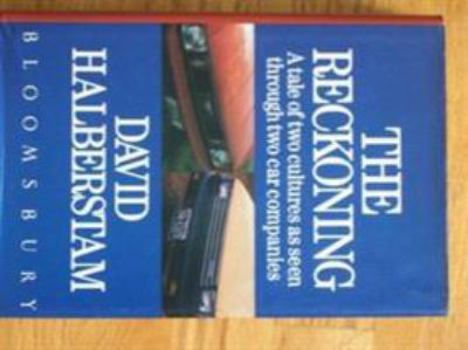 THE
RECKONING
A tale of two cultures as seen
through two car companies
DAVID
HALBERSTAM
BLOOMSBURY